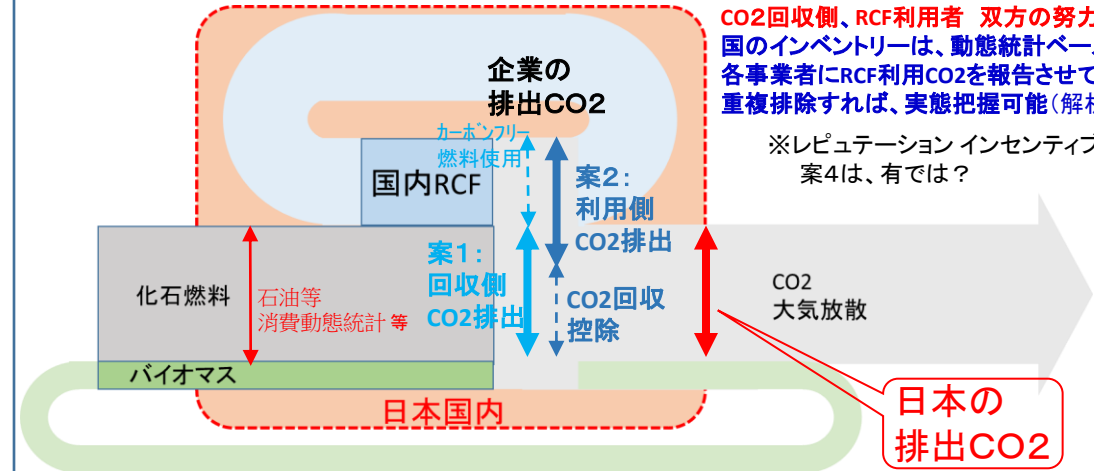 CO2回収側、RCF利用者 双方の努力
国のインベントリーは、動態統計ベー
各事業者にRCF利用CO2を報告させて
重複排除すれば、実態把握可能(解析
※レピュテーション インセンティブ
案4は、有では？
企業の
排出CO2
カーボンフリー
燃料使用
国内RCF
案2：
利用側
CO2排出
案1：
回収側
CO2排出
CO2回収
控除
化石燃料
石油等
消費動態統計 等
CO2
大気放散
バイオマス
日本国内
日本の
排出CO2